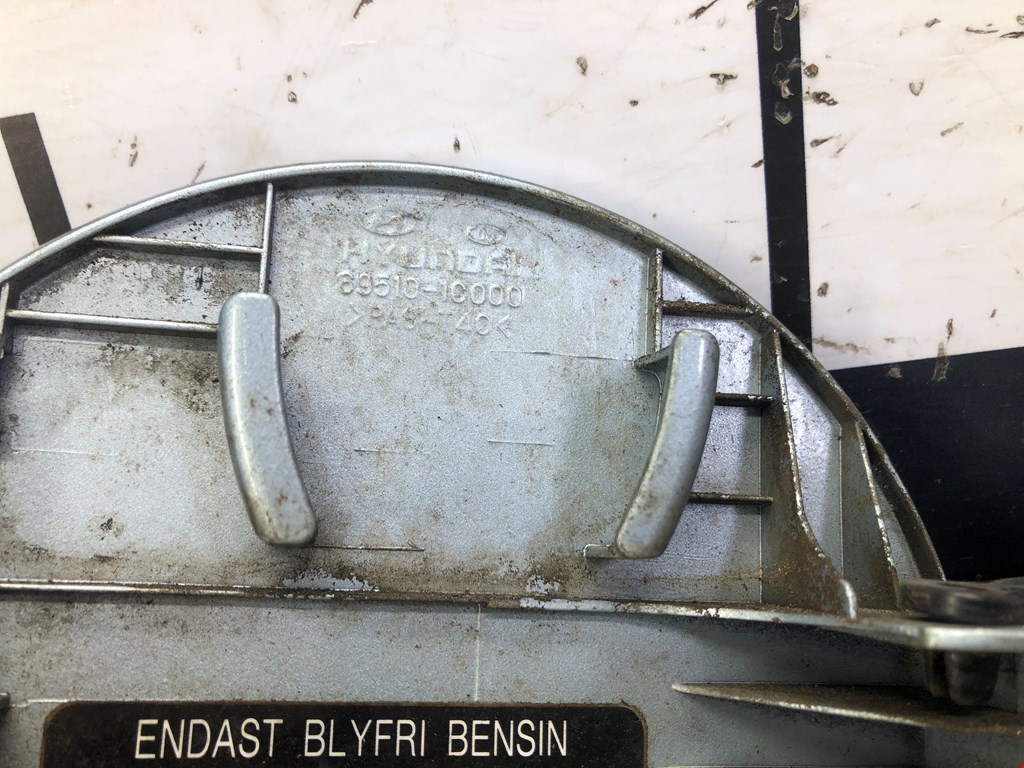 HYUNDAI
69510-1C000
ENDAST BLYFRI BENSIN